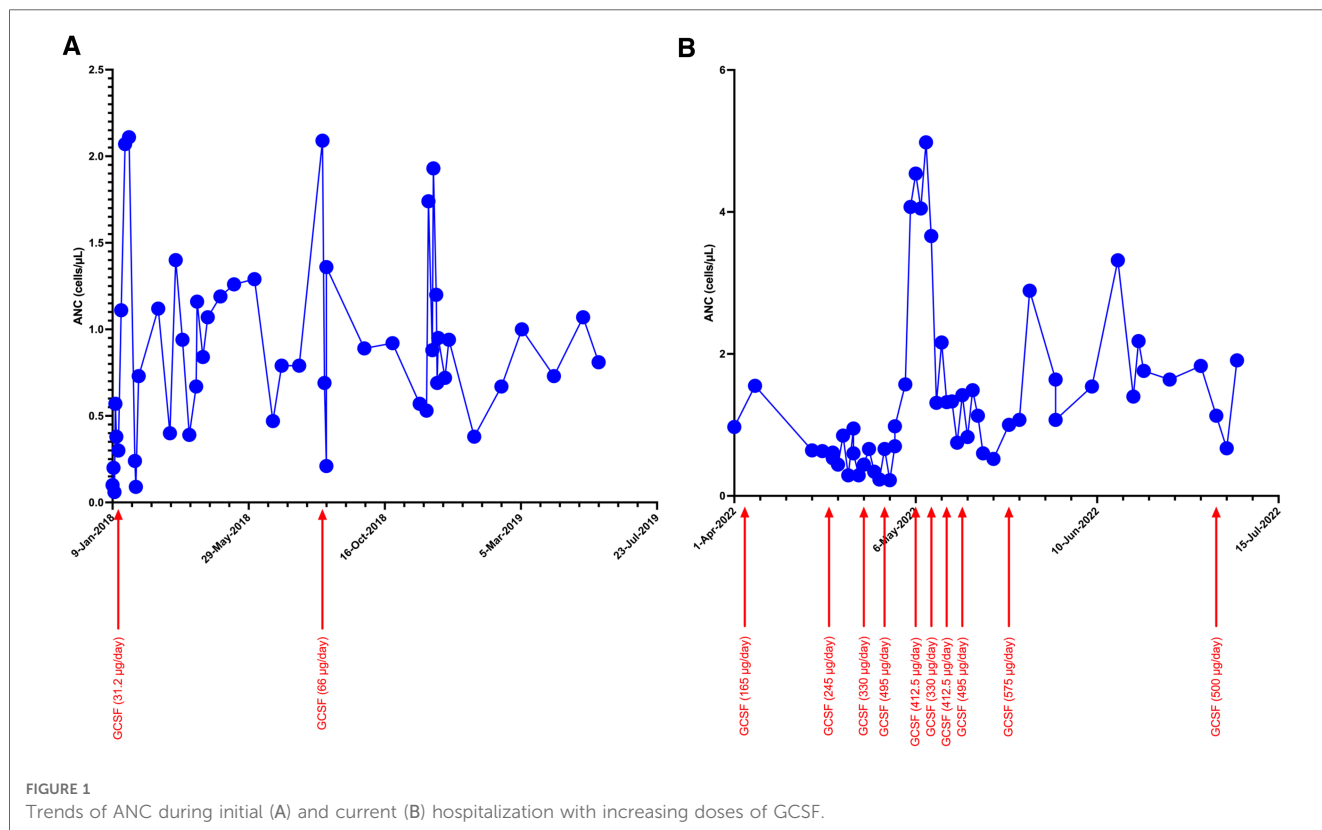 A
2.5
2.0
1.5
1.0
0.5
0.0
ANC (cells/µL)
9-Jan-2018
29-May-2018
16-Oct-2018
5-Mar-2019
23-Jul-2019
GCSF (31.2 µg/day)
GCSF (66 µg/day)
B
6
4
2
0
ANC (cells/µL)
1-Apr-2022
6-May-2022
10-Jun-2022
15-Jul-2022
GCSF (165 µg/day)
GCSF (245 µg/day)
GCSF (330 µg/day)
GCSF (495 µg/day)
GCSF (412.5 µg/day)
GCSF (330 µg/day)
GCSF (412.5 µg/day)
GCSF (495 µg/day)
GCSF (575 µg/day)
GCSF (500 µg/day)
FIGURE 1
Trends of ANC during initial (A) and current (B) hospitalization with increasing doses of GCSF.